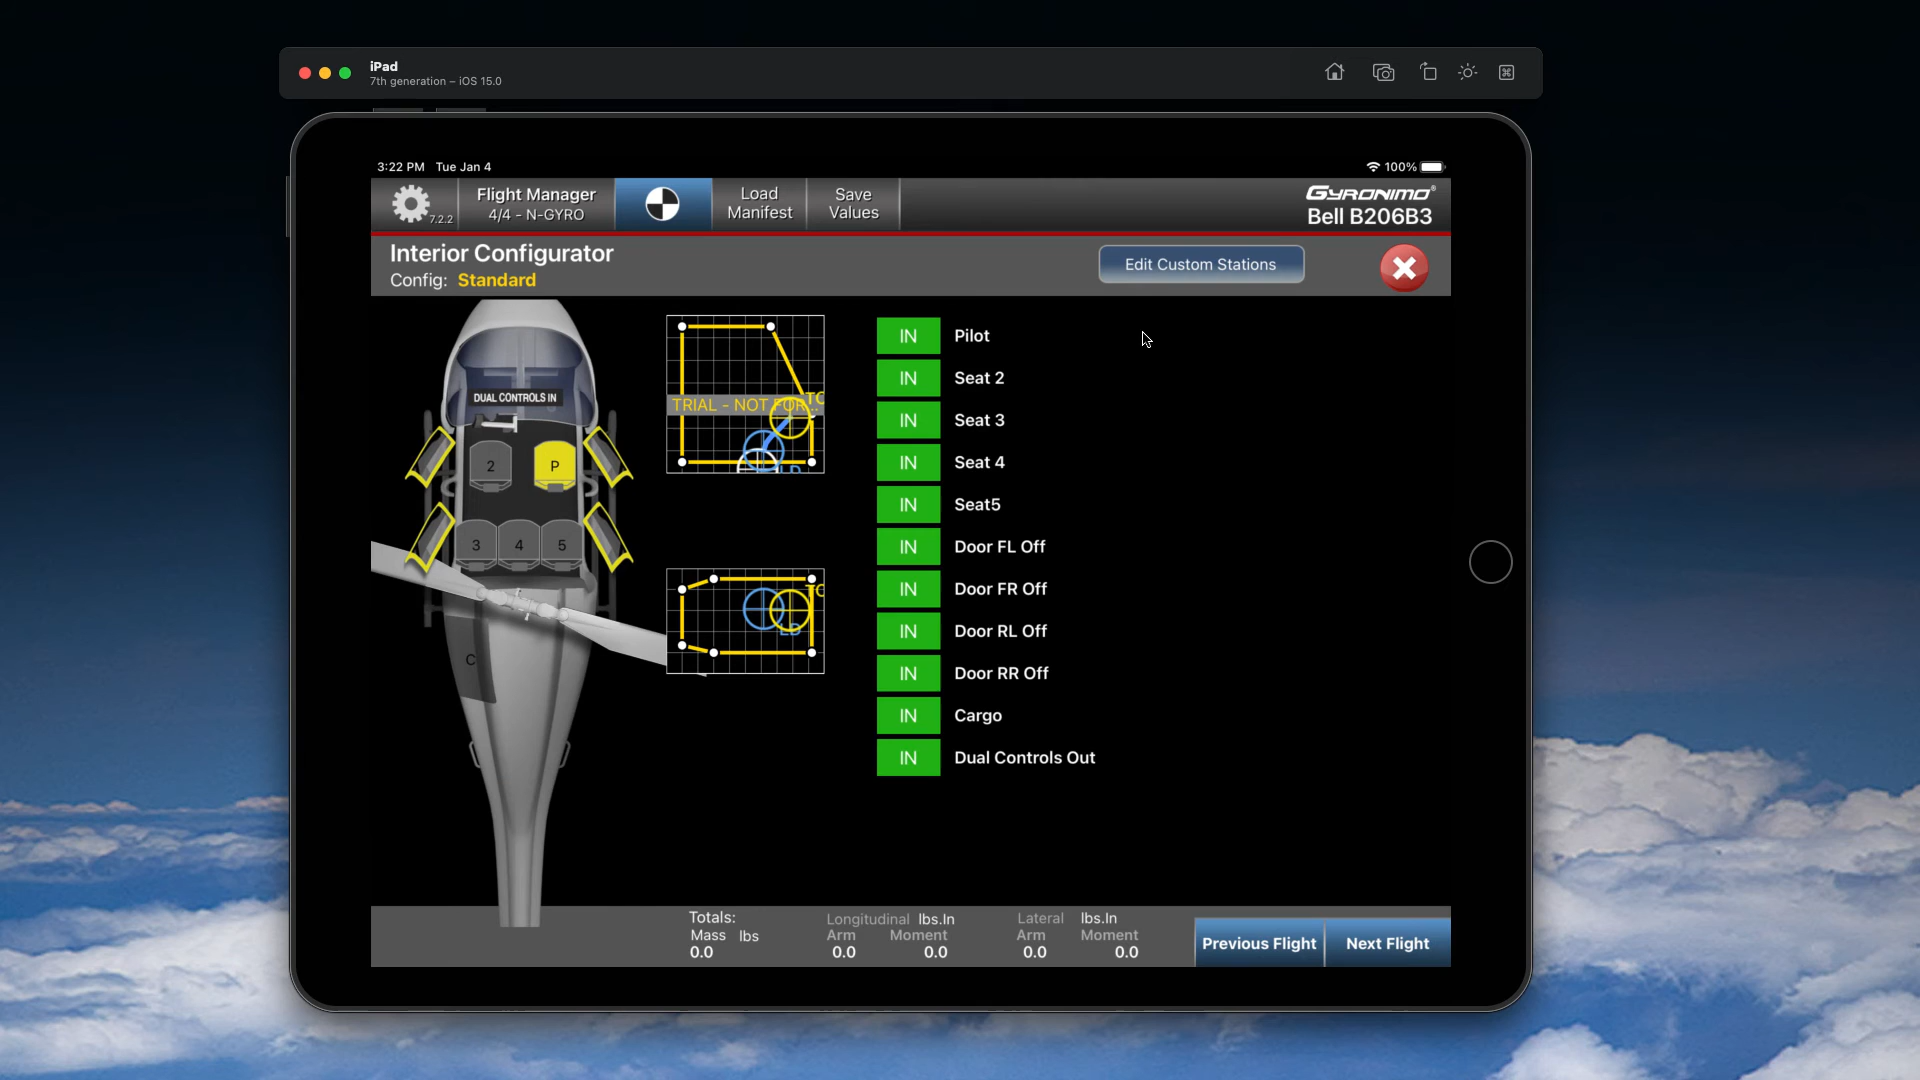 iPad
7th generation – iOS 15.0
3:22 PM Tue Jan 4
100%
7.2.2
Flight Manager
4/4 - N-GYRO
Load
Manifest
Save
Values
GYRONIMO®
Bell B206B3
Interior Configurator
Config: Standard
Edit Custom Stations
DUAL CONTROLS IN
2
P
3
4
5
C
TRIAL - NOT FOR...
TO
LD
TO
LD
IN Pilot
IN Seat 2
IN Seat 3
IN Seat 4
IN Seat5
IN Door FL Off
IN Door FR Off
IN Door RL Off
IN Door RR Off
IN Cargo
IN Dual Controls Out
Totals:
Mass lbs
0.0
Longitudinal lbs.In
Arm Moment
0.0 0.0
Lateral lbs.In
Arm Moment
0.0 0.0
Previous Flight
Next Flight